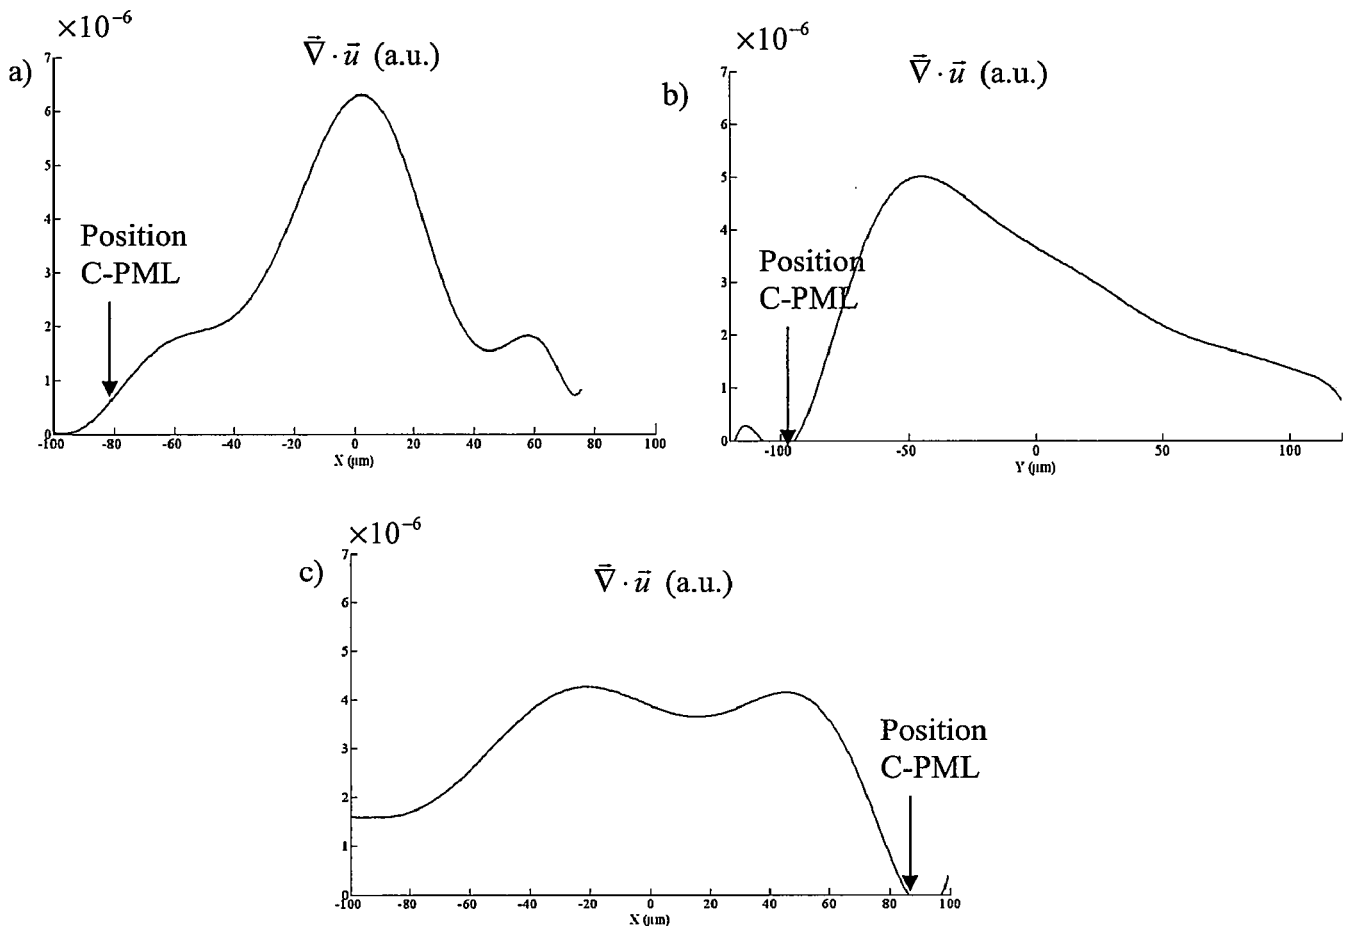 ×10⁻⁶
a)
∇⃗ · u⃗ (a.u.)
7
6
5
4
3
2
1
0
Position
C-PML
-100 -80 -60 -40 -20 0 20 40 60 80 100
X (µm)
×10⁻⁶
b)
∇⃗ · u⃗ (a.u.)
7
6
5
4
3
2
1
0
Position
C-PML
-100 -50 0 50 100
Y (µm)
×10⁻⁶
c)
∇⃗ · u⃗ (a.u.)
7
6
5
4
3
2
1
0
Position
C-PML
-100 -80 -60 -40 -20 0 20 40 60 80 100
X (µm)